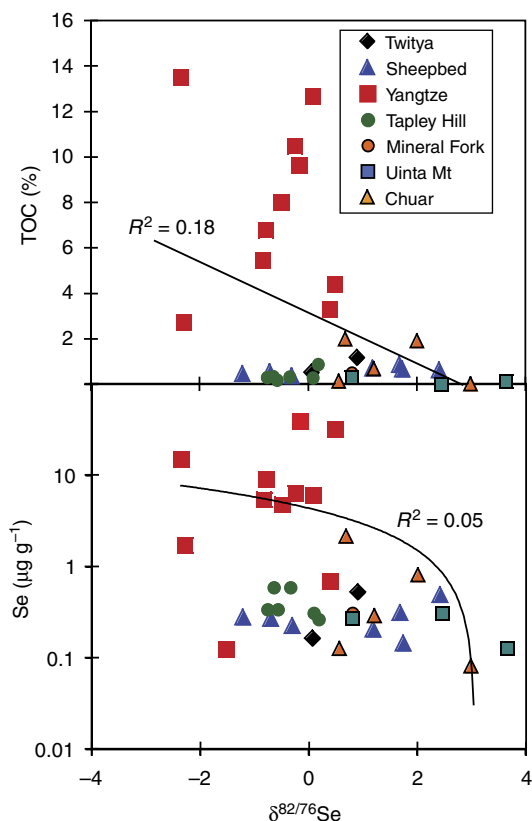 16
14
12
10
8
6
4
2
TOC (%)
Twitya
Sheepbed
Yangtze
Tapley Hill
Mineral Fork
Uinta Mt
Chuar
R² = 0.18
10
1
0.1
0.01
Se (µg g⁻¹)
R² = 0.05
−4 −2 0 2 4
δ⁸²/⁷⁶Se